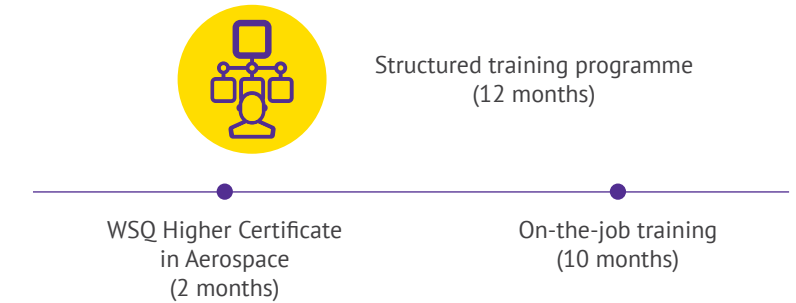 Structured training programme
(12 months)
WSQ Higher Certificate
in Aerospace
(2 months)
On-the-job training
(10 months)